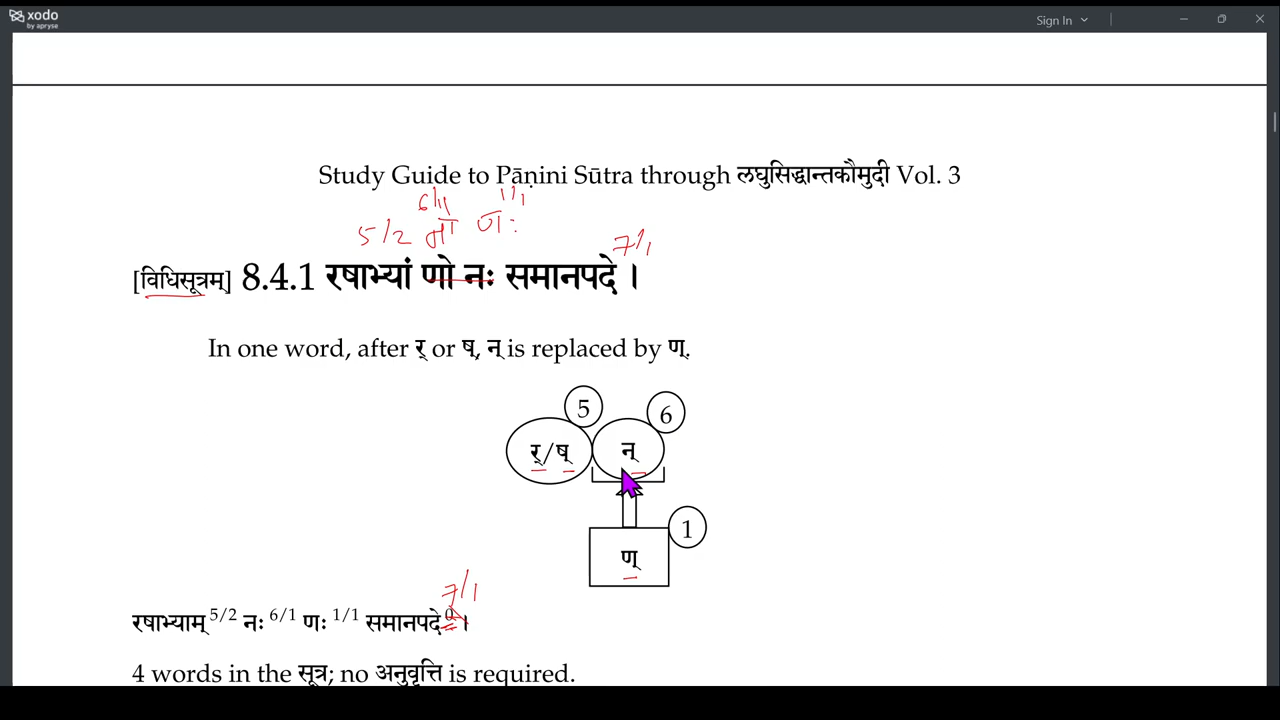 xodo
by apryse
Sign In
Study Guide to Pāṇini Sūtra through लघुसिद्धान्तकौमुदी Vol. 3
6/1 1/1
5/2 नो णः
7/1
[विधिसूत्रम्] 8.4.1 रषाभ्यां णो नः समानपदे ।
In one word, after र् or ष्, न् is replaced by ण्.
5 6
र्/ष् न्
1
ण्
7/1
रषाभ्याम् 5/2 नः 6/1 णः 1/1 समानपदे 0 ।
4 words in the सूत्र; no अनुवृत्ति is required.